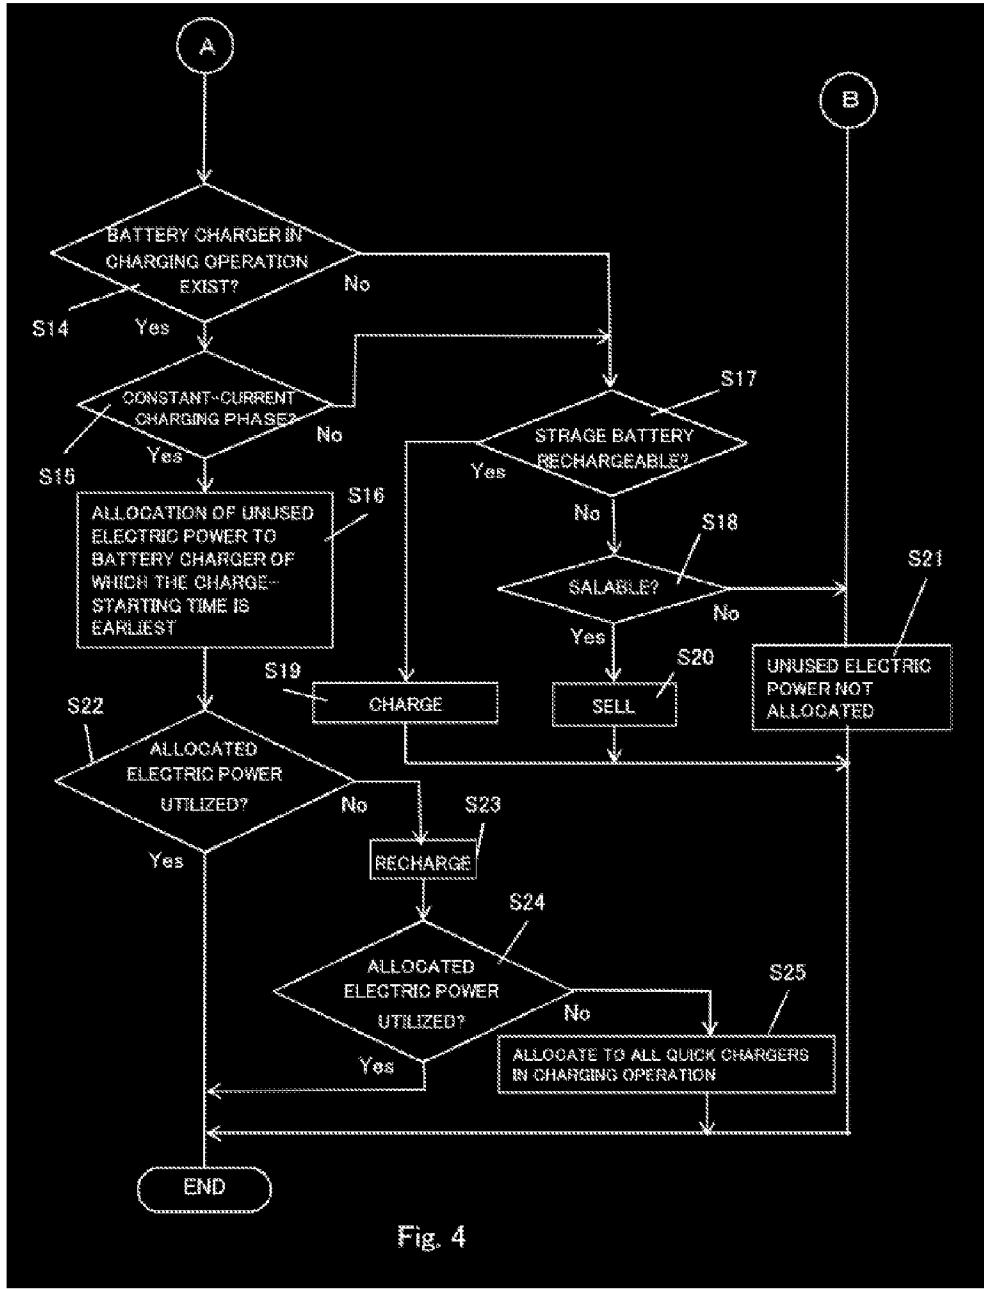 A
B
BATTERY CHARGER IN
CHARGING OPERATION
EXIST?
No
S14
Yes
CONSTANT-CURRENT
CHARGING PHASE?
No
S15
Yes
S17
STRAGE BATTERY
RECHARGEABLE?
Yes
No
S16
ALLOCATION OF UNUSED
ELECTRIC POWER TO
BATTERY CHARGER OF
WHICH THE CHARGE-
STARTING TIME IS
EARLIEST
S18
SALABLE?
No
Yes
S21
UNUSED ELECTRIC
POWER NOT
ALLOCATED
S19
CHARGE
S20
SELL
S22
ALLOCATED
ELECTRIC POWER
UTILIZED?
No
Yes
S23
RECHARGE
S24
ALLOCATED
ELECTRIC POWER
UTILIZED?
No
Yes
S25
ALLOCATE TO ALL QUICK CHARGERS
IN CHARGING OPERATION
END
Fig. 4